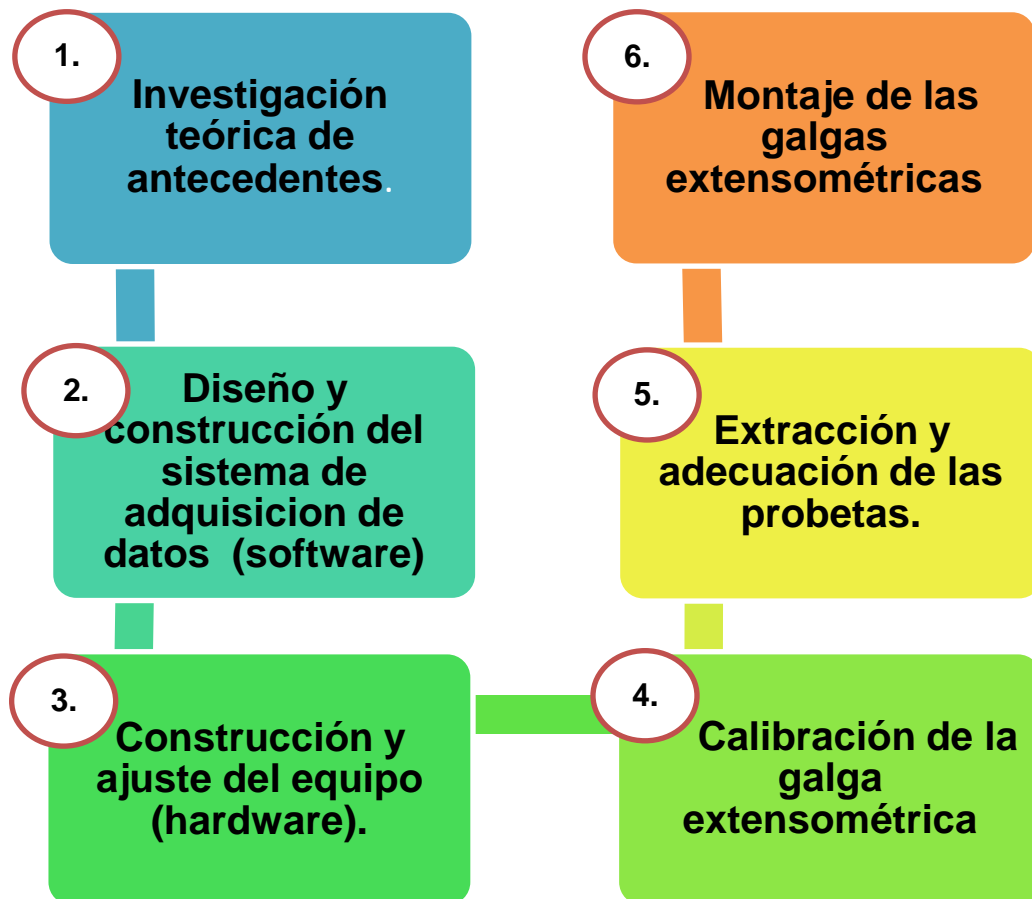 1.
Investigación
teórica de
antecedentes.
2.
Diseño y
construcción del
sistema de
adquisicion de
datos (software)
3.
Construcción y
ajuste del equipo
(hardware).
4.
Calibración de la
galga
extensométrica
5.
Extracción y
adecuación de las
probetas.
6.
Montaje de las
galgas
extensométricas